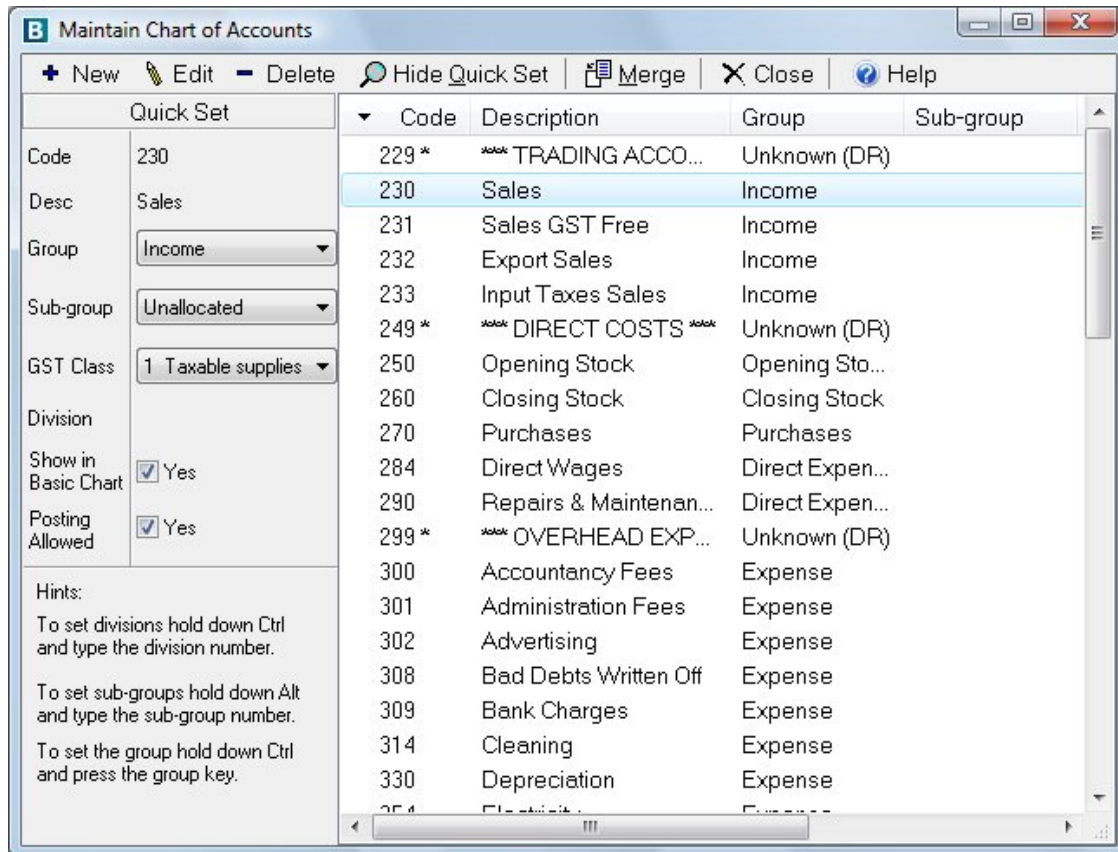 B Maintain Chart of Accounts
New Edit Delete Hide Quick Set Merge Close Help
Quick Set
Code 230
Desc Sales
Group Income
Sub-group Unallocated
GST Class 1 Taxable supplies
Division
Show in
Basic Chart Yes
Posting
Allowed Yes
Hints:
To set divisions hold down Ctrl
and type the division number.
To set sub-groups hold down Alt
and type the sub-group number.
To set the group hold down Ctrl
and press the group key.
Code Description Group Sub-group
229 * *** TRADING ACCO... Unknown (DR)
230 Sales Income
231 Sales GST Free Income
232 Export Sales Income
233 Input Taxes Sales Income
249 * *** DIRECT COSTS *** Unknown (DR)
250 Opening Stock Opening Sto...
260 Closing Stock Closing Stock
270 Purchases Purchases
284 Direct Wages Direct Expen...
290 Repairs & Maintenan... Direct Expen...
299 * *** OVERHEAD EXP... Unknown (DR)
300 Accountancy Fees Expense
301 Administration Fees Expense
302 Advertising Expense
308 Bad Debts Written Off Expense
309 Bank Charges Expense
314 Cleaning Expense
330 Depreciation Expense